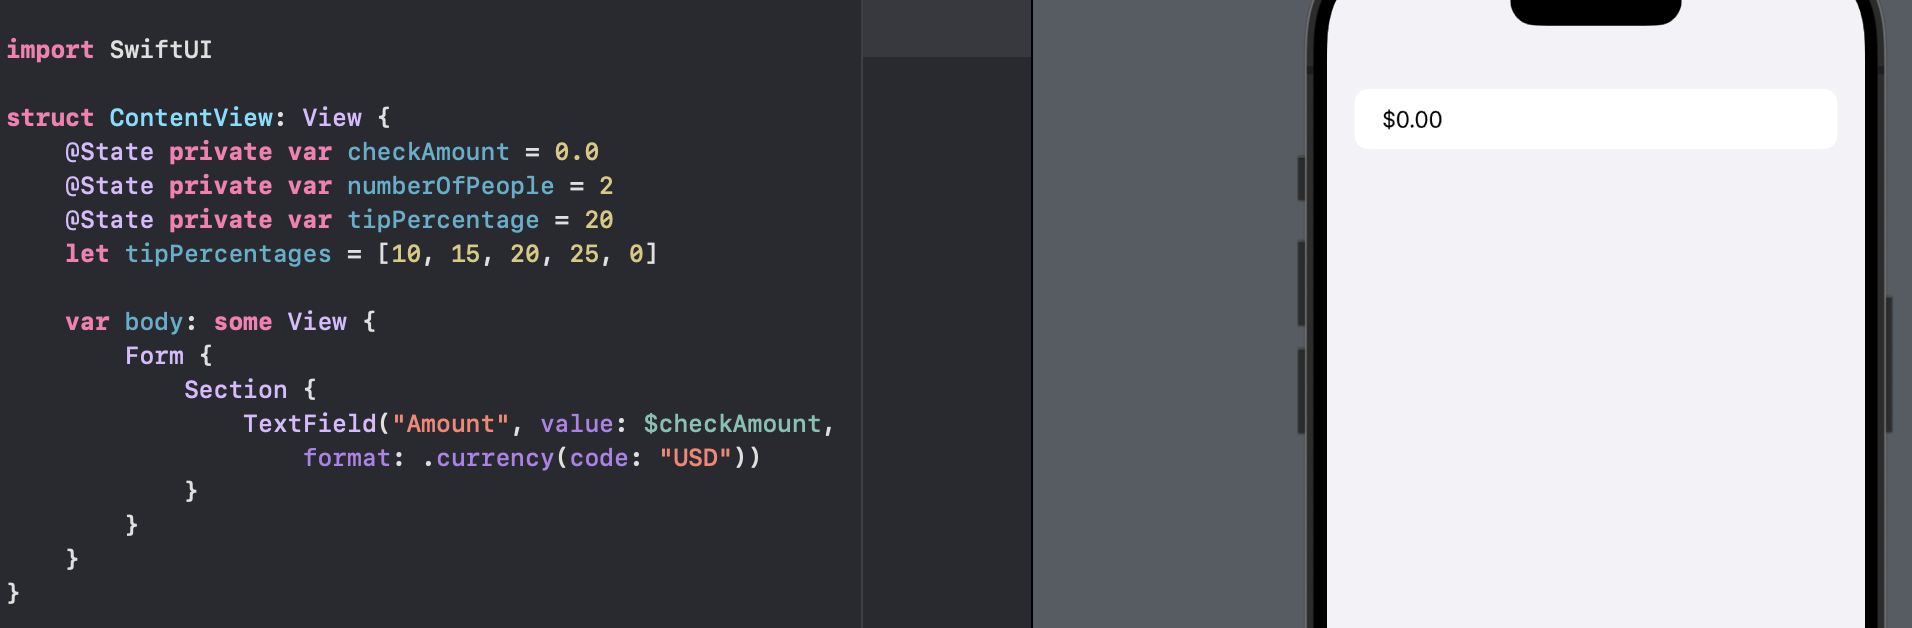 import SwiftUI
struct ContentView: View {
@State private var checkAmount = 0.0
@State private var numberOfPeople = 2
@State private var tipPercentage = 20
let tipPercentages = [10, 15, 20, 25, 0]
var body: some View {
Form {
Section {
TextField("Amount", value: $checkAmount,
format: .currency(code: "USD"))
}
}
}
}
$0.00